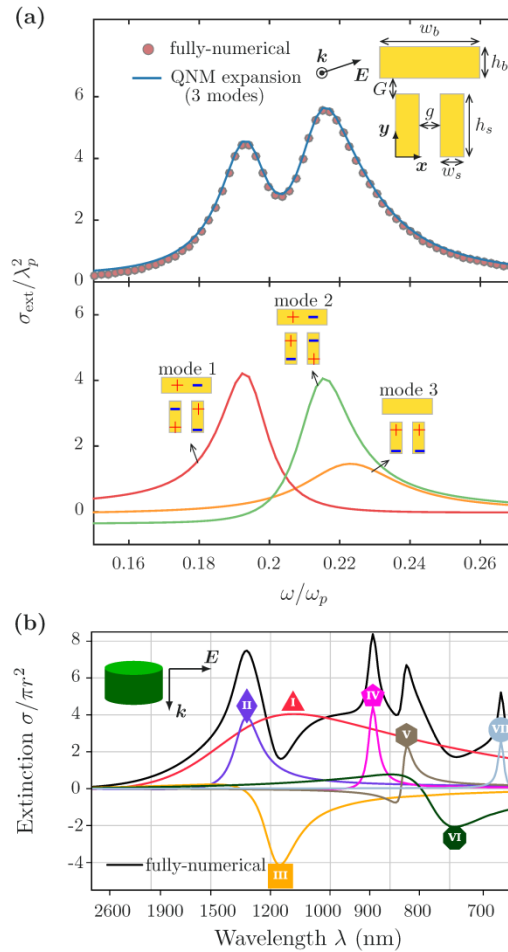 (a)
fully-numerical
QNM expansion
(3 modes)
k
E
w_b
h_b
G
g
h_s
y
x
w_s
6
4
2
0
σ_ext/λ_p^2
mode 2
+ −
+ −
− +
mode 1
+ −
− +
+ −
mode 3
+ +
− −
4
2
0
0.16 0.18 0.2 0.22 0.24 0.26
ω/ω_p
(b)
8
6
4
2
0
-2
-4
Extinction σ/πr^2
E
k
II
I
IV
V
VII
VI
III
fully-numerical
2600 1900 1500 1200 1000 900 800 700
Wavelength λ (nm)